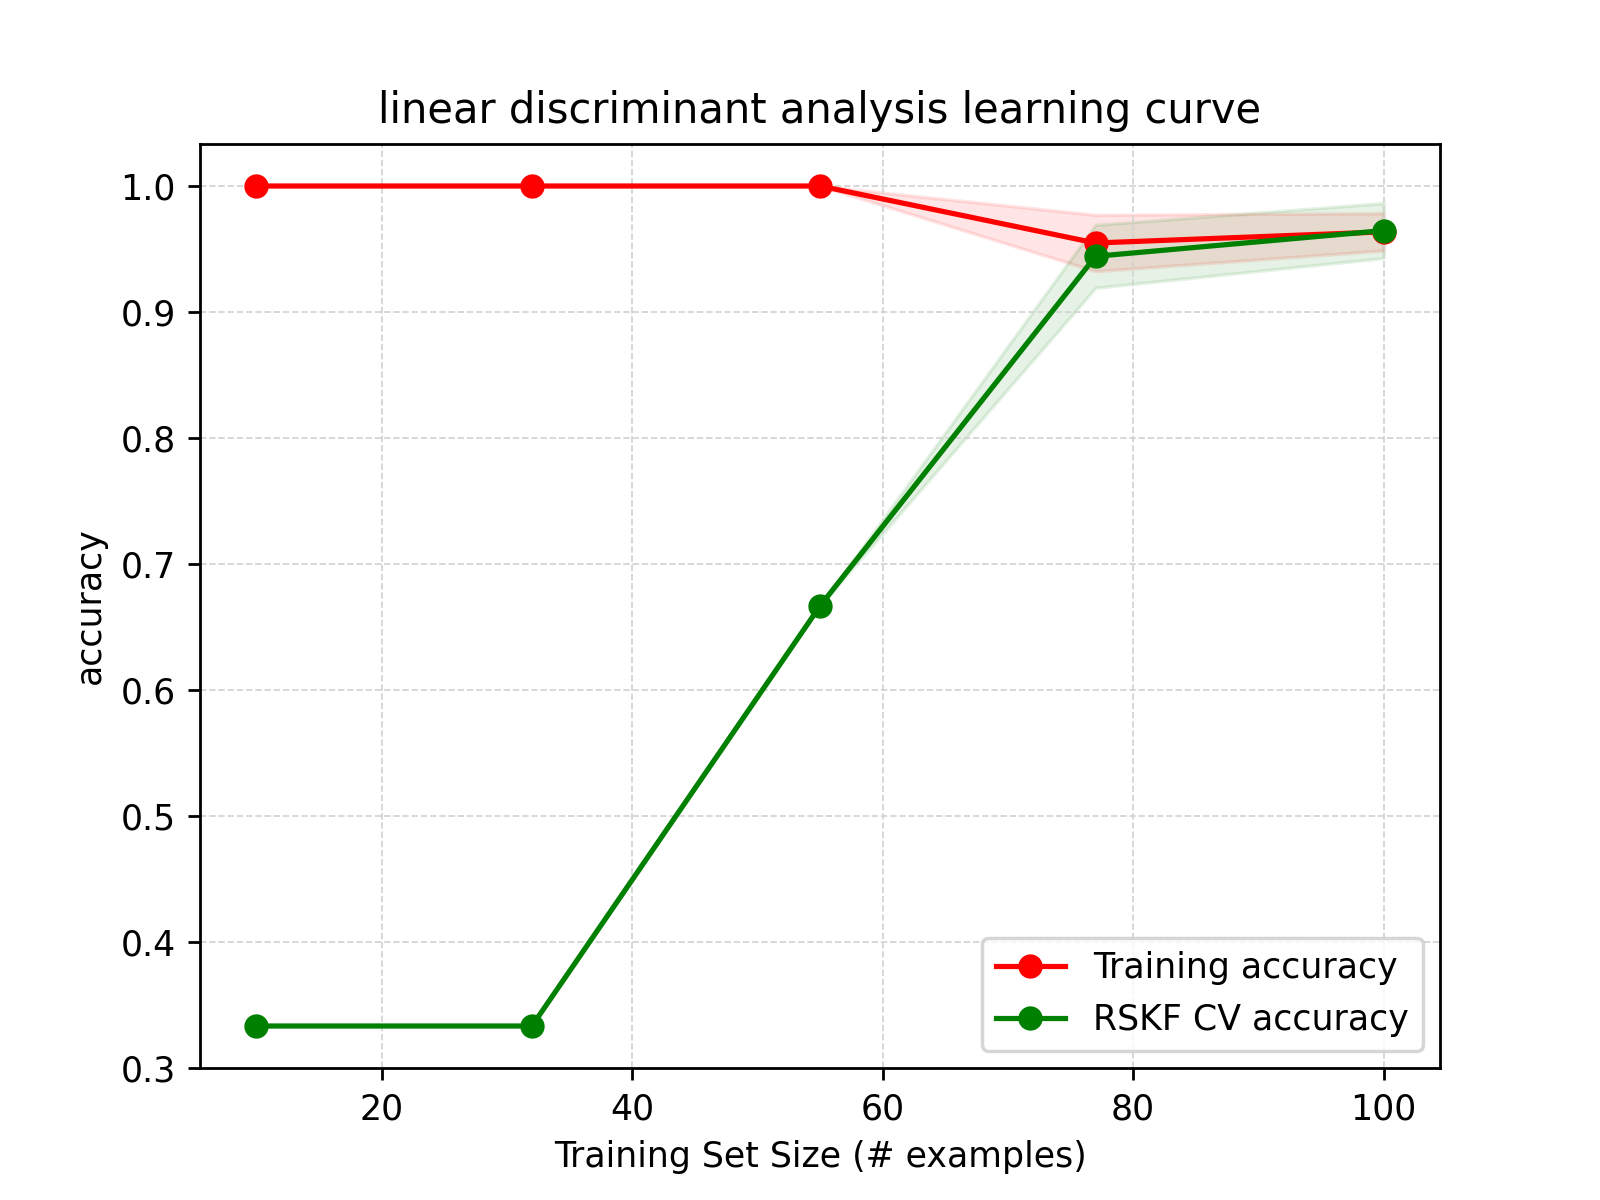 linear discriminant analysis learning curve
1.0
0.9
0.8
0.7
0.6
0.5
0.4
0.3
accuracy
Training accuracy
RSKF CV accuracy
20 40 60 80 100
Training Set Size (# examples)